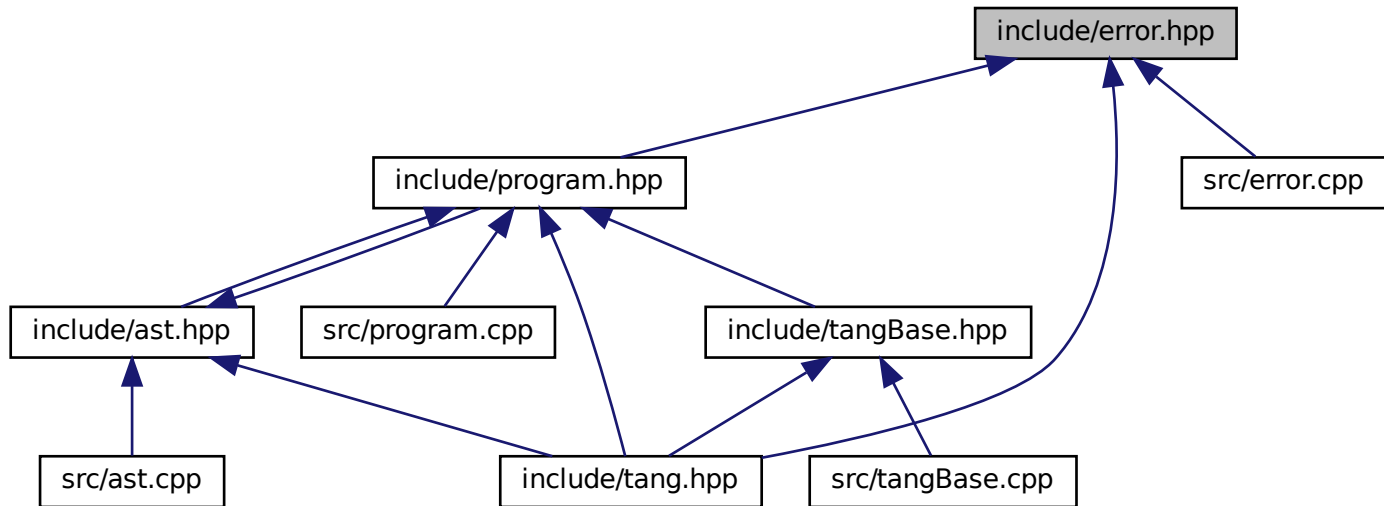 include/error.hpp
include/program.hpp
src/error.cpp
include/ast.hpp
src/program.cpp
include/tangBase.hpp
src/ast.cpp
include/tang.hpp
src/tangBase.cpp